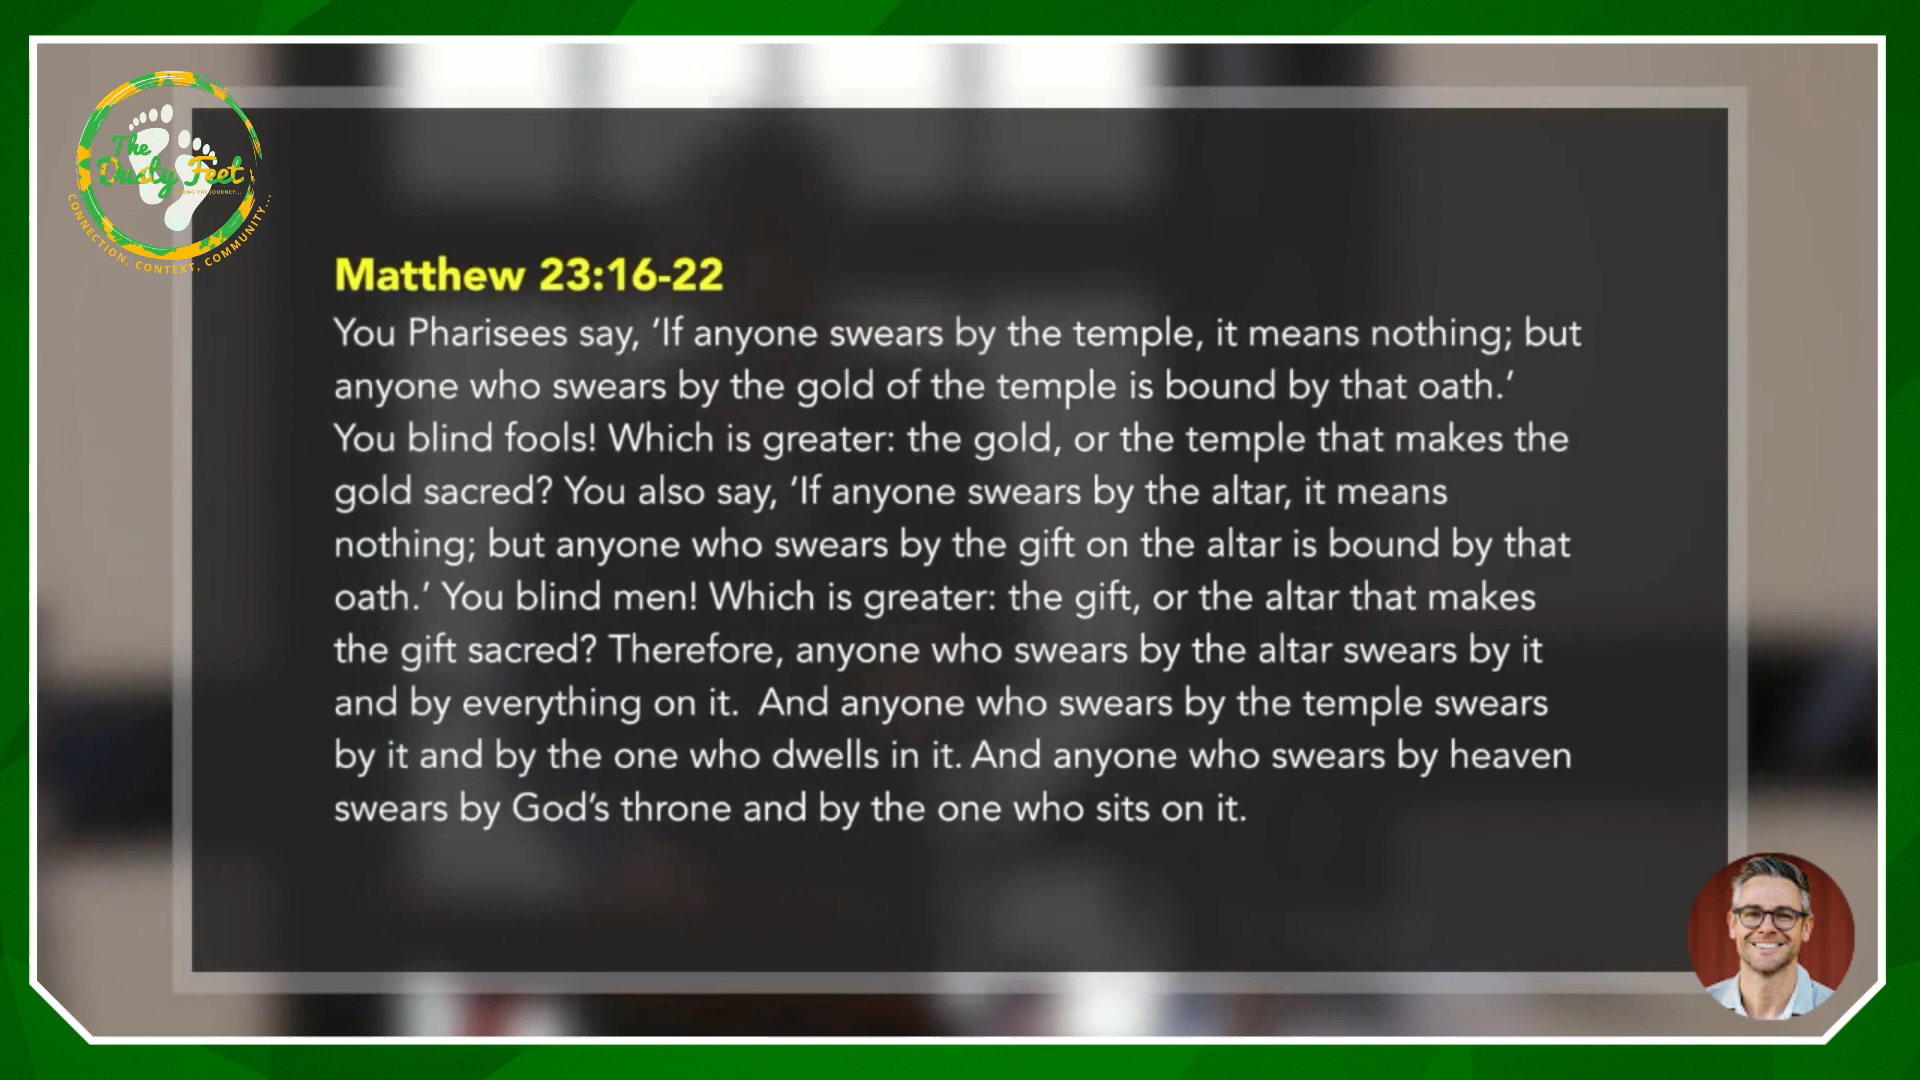 The
Dusty Feet
ALONG THE JOURNEY...
CONNECTION, CONTEXT, COMMUNITY...
Matthew 23:16-22
You Pharisees say, ‘If anyone swears by the temple, it means nothing; but
anyone who swears by the gold of the temple is bound by that oath.’
You blind fools! Which is greater: the gold, or the temple that makes the
gold sacred? You also say, ‘If anyone swears by the altar, it means
nothing; but anyone who swears by the gift on the altar is bound by that
oath.’ You blind men! Which is greater: the gift, or the altar that makes
the gift sacred? Therefore, anyone who swears by the altar swears by it
and by everything on it.  And anyone who swears by the temple swears
by it and by the one who dwells in it. And anyone who swears by heaven
swears by God’s throne and by the one who sits on it.